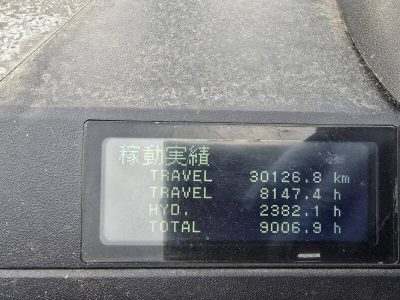 稼動実績
TRAVEL 30126.8 km
TRAVEL 8147.4 h
HYD. 2382.1 h
TOTAL 9006.9 h